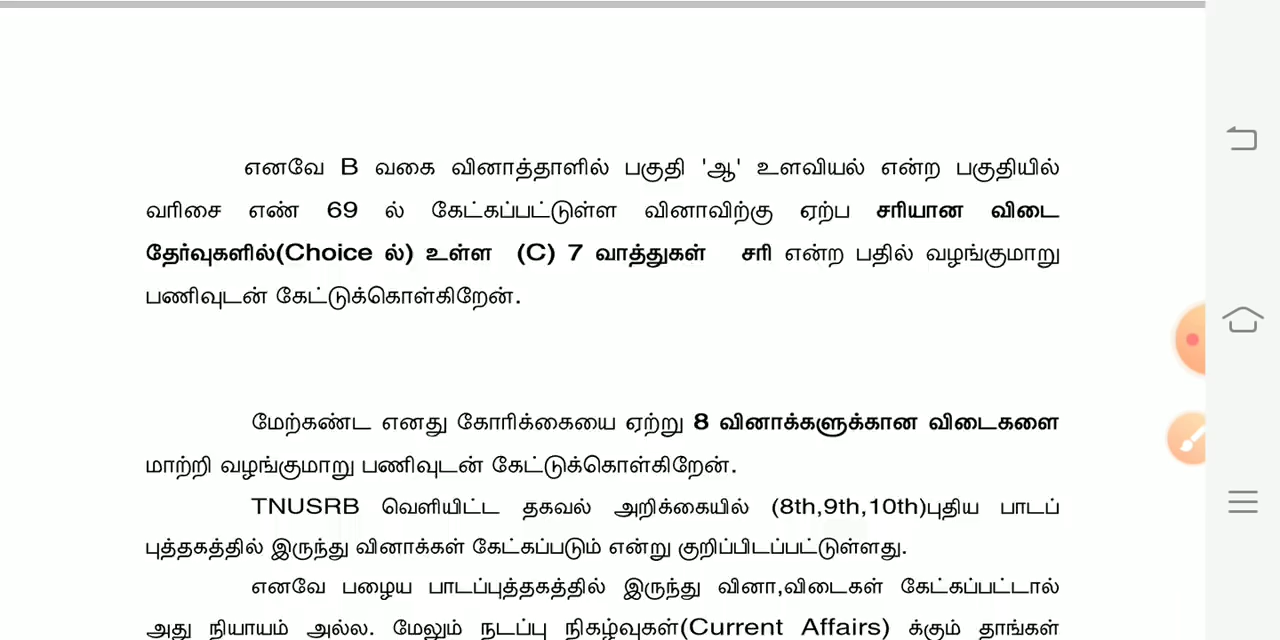 எனவே B வகை வினாத்தாளில் பகுதி 'ஆ' உளவியல் என்ற பகுதியில்
வரிசை எண் 69 ல் கேட்கப்பட்டுள்ள வினாவிற்கு ஏற்ப சரியான விடை
தேர்வுகளில்(Choice ல்) உள்ள (C) 7 வாத்துகள் சரி என்ற பதில் வழங்குமாறு
பணிவுடன் கேட்டுக்கொள்கிறேன்.
மேற்கண்ட எனது கோரிக்கையை ஏற்று 8 வினாக்களுக்கான விடைகளை
மாற்றி வழங்குமாறு பணிவுடன் கேட்டுக்கொள்கிறேன்.
TNUSRB வெளியிட்ட தகவல் அறிக்கையில் (8th,9th,10th)புதிய பாடப்
புத்தகத்தில் இருந்து வினாக்கள் கேட்கப்படும் என்று குறிப்பிடப்பட்டுள்ளது.
எனவே பழைய பாடப்புத்தகத்தில் இருந்து வினா,விடைகள் கேட்கப்பட்டால்
அது நியாயம் அல்ல. மேலும் நடப்பு நிகழ்வுகள்(Current Affairs) க்கும் தாங்கள்